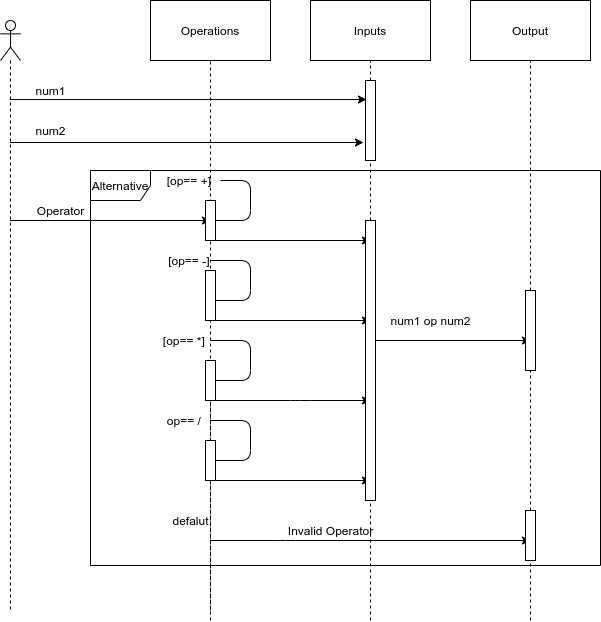 Operations
Inputs
Output
num1
num2
Alternative
[op== +]
Operator
[op== -]
num1 op num2
[op== *]
op== /
defalut
Invalid Operator